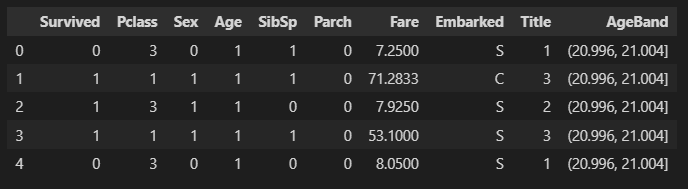 Survived Pclass Sex Age SibSp Parch Fare Embarked Title AgeBand
0 0 3 0 1 1 0 7.2500 S 1 (20.996, 21.004]
1 1 1 1 1 1 0 71.2833 C 3 (20.996, 21.004]
2 1 3 1 1 0 0 7.9250 S 2 (20.996, 21.004]
3 1 1 1 1 1 0 53.1000 S 3 (20.996, 21.004]
4 0 3 0 1 0 0 8.0500 S 1 (20.996, 21.004]